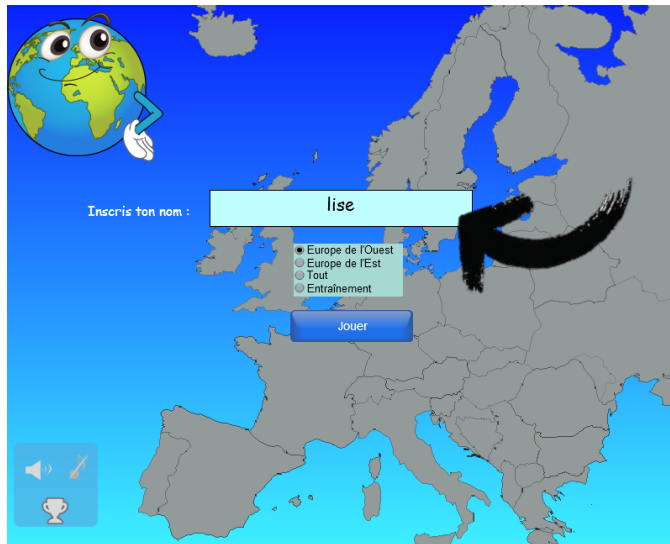 Inscris ton nom :
lise
Europe de l'Ouest
Europe de l'Est
Tout
Entraînement
Jouer